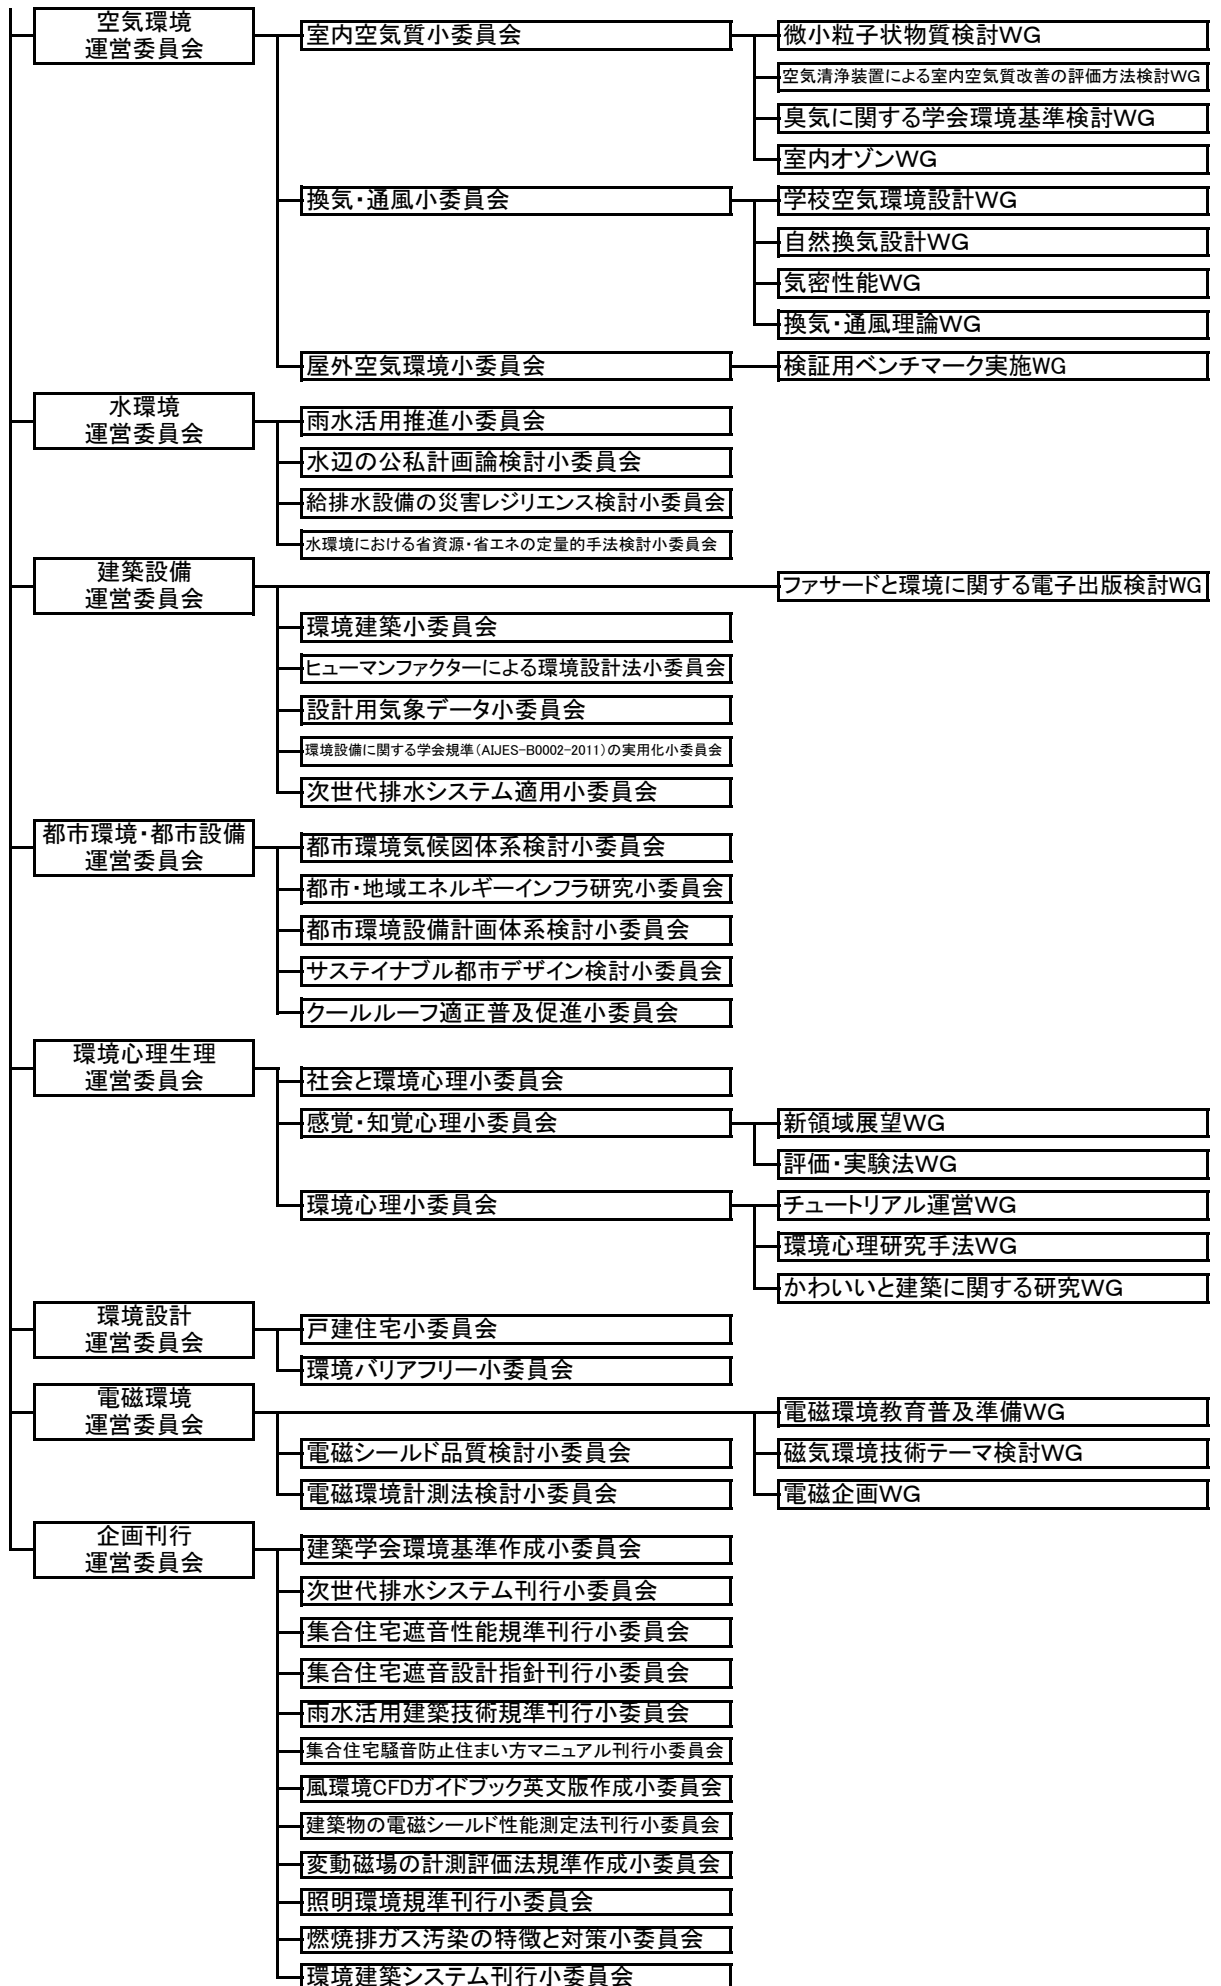 空気環境
運営委員会
室内空気質小委員会
微小粒子状物質検討WG
空気清浄装置による室内空気質改善の評価方法検討WG
臭気に関する学会環境基準検討WG
室内オゾンWG
換気・通風小委員会
学校空気環境設計WG
自然換気設計WG
気密性能WG
換気・通風理論WG
屋外空気環境小委員会
検証用ベンチマーク実施WG
水環境
運営委員会
雨水活用推進小委員会
水辺の公私計画論検討小委員会
給排水設備の災害レジリエンス検討小委員会
水環境における省資源・省エネの定量的手法検討小委員会
建築設備
運営委員会
ファサードと環境に関する電子出版検討WG
環境建築小委員会
ヒューマンファクターによる環境設計法小委員会
設計用気象データ小委員会
環境設備に関する学会規準(AIJES-B0002-2011)の実用化小委員会
次世代排水システム適用小委員会
都市環境・都市設備
運営委員会
都市環境気候図体系検討小委員会
都市・地域エネルギーインフラ研究小委員会
都市環境設備計画体系検討小委員会
サステイナブル都市デザイン検討小委員会
クールルーフ適正普及促進小委員会
環境心理生理
運営委員会
社会と環境心理小委員会
感覚・知覚心理小委員会
新領域展望WG
評価・実験法WG
環境心理小委員会
チュートリアル運営WG
環境心理研究手法WG
かわいいと建築に関する研究WG
環境設計
運営委員会
戸建住宅小委員会
環境バリアフリー小委員会
電磁環境
運営委員会
電磁環境教育普及準備WG
電磁シールド品質検討小委員会
磁気環境技術テーマ検討WG
電磁環境計測法検討小委員会
電磁企画WG
企画刊行
運営委員会
建築学会環境基準作成小委員会
次世代排水システム刊行小委員会
集合住宅遮音性能規準刊行小委員会
集合住宅遮音設計指針刊行小委員会
雨水活用建築技術規準刊行小委員会
集合住宅騒音防止住まい方マニュアル刊行小委員会
風環境CFDガイドブック英文版作成小委員会
建築物の電磁シールド性能測定法刊行小委員会
変動磁場の計測評価法規準作成小委員会
照明環境規準刊行小委員会
燃焼排ガス汚染の特徴と対策小委員会
環境建築システム刊行小委員会